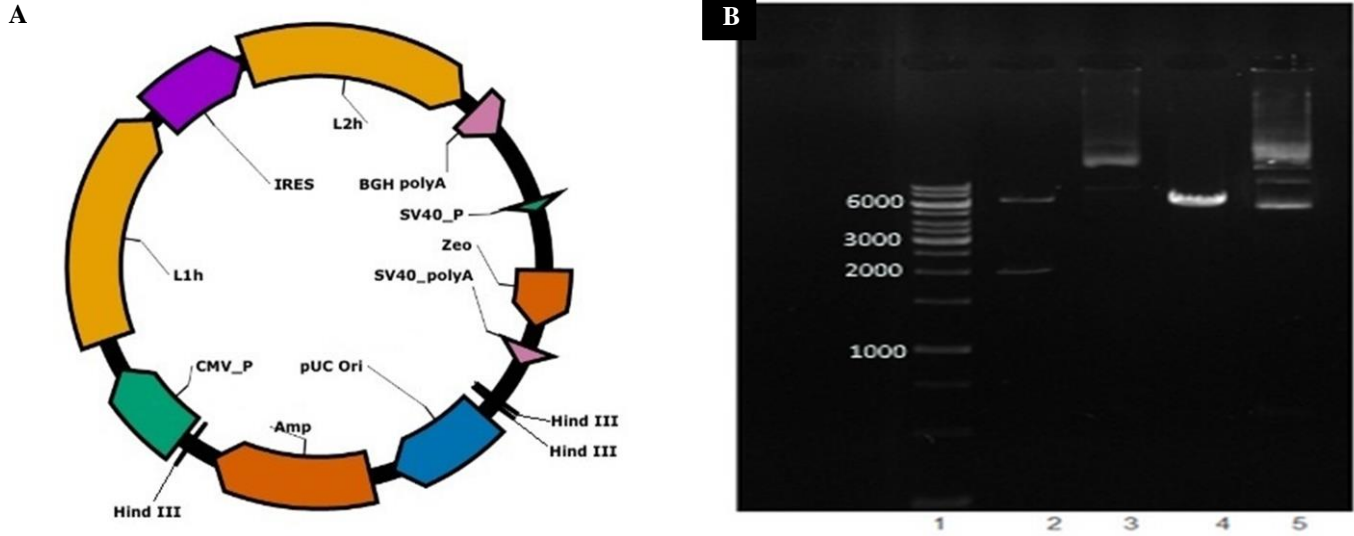 A
B
L2h
IRES
BGH polyA
SV40_P
Zeo
L1h
SV40_polyA
CMV_P
pUC Ori
Amp
Hind III
Hind III
Hind III
6000
3000
2000
1000
1 2 3 4 5